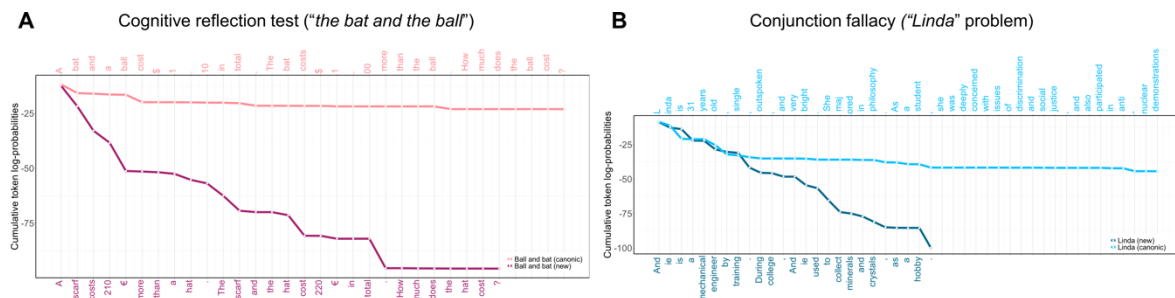 A
Cognitive reflection test (“the bat and the ball”)
A bat and a ball cost $ 1 . 10 in total . The bat costs $ 1 . 00 more than the ball . How much does the ball cost ?
Cumulative token log-probabilities
-25
-50
-75
Ball and bat (canonic)
Ball and bat (new)
A scarf costs 210 € more than a hat . The scarf and the hat cost 220 € in total . How much does the hat cost ?
B
Conjunction fallacy (“Linda” problem)
L inda is 31 years old , single , outspoken , and very bright . She maj ored in philosophy . As a student , she was deeply concerned with issues of discrimination and social justice , and also participated in anti - nuclear demonstrations
Cumulative token log-probabilities
-25
-50
-75
-100
Linda (new)
Linda (canonic)
And ie is a mechanical engineer by training . During college , And ie used to collect minerals and crystals , as a hobby .